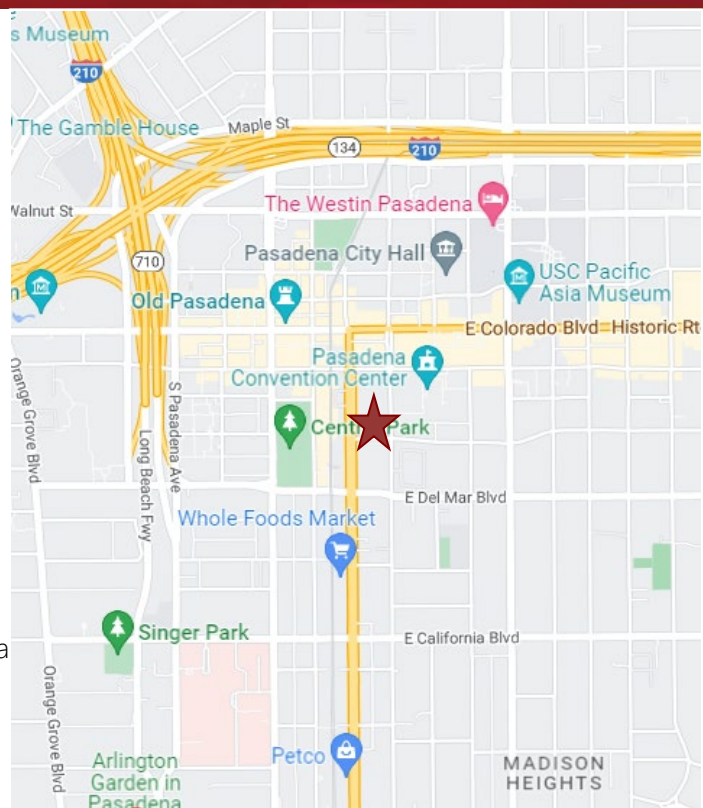 s Museum
210
The Gamble House
Maple St
134
210
Walnut St
The Westin Pasadena
Pasadena City Hall
710
USC Pacific
Asia Museum
n
Old Pasadena
E Colorado Blvd
Historic Rt
Pasadena
Convention Center
Orange Grove Blvd
S Pasadena Ave
Park
Long Beach Fwy
E Del Mar Blvd
Whole Foods Market
Singer Park
E California Blvd
a
Orange Grove Blvd
Petco
Arlington
Garden in
Pasadena
MADISON
HEIGHTS